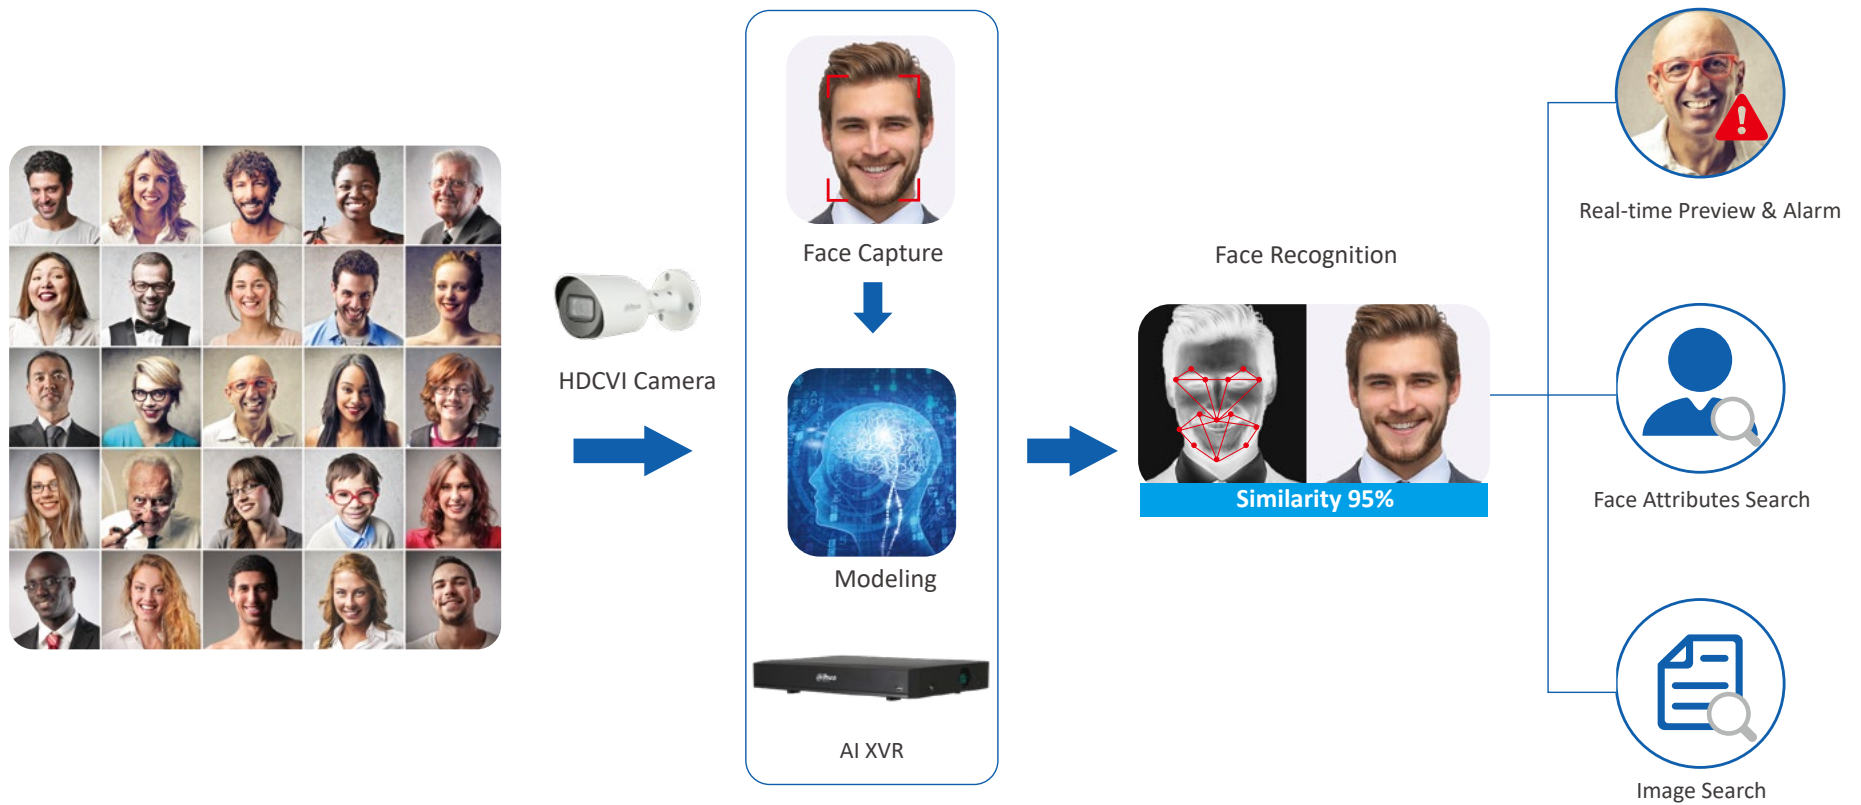 HDCVI Camera
Face Capture
Modeling
AI XVR
Face Recognition
Similarity 95%
Real-time Preview & Alarm
Face Attributes Search
Image Search